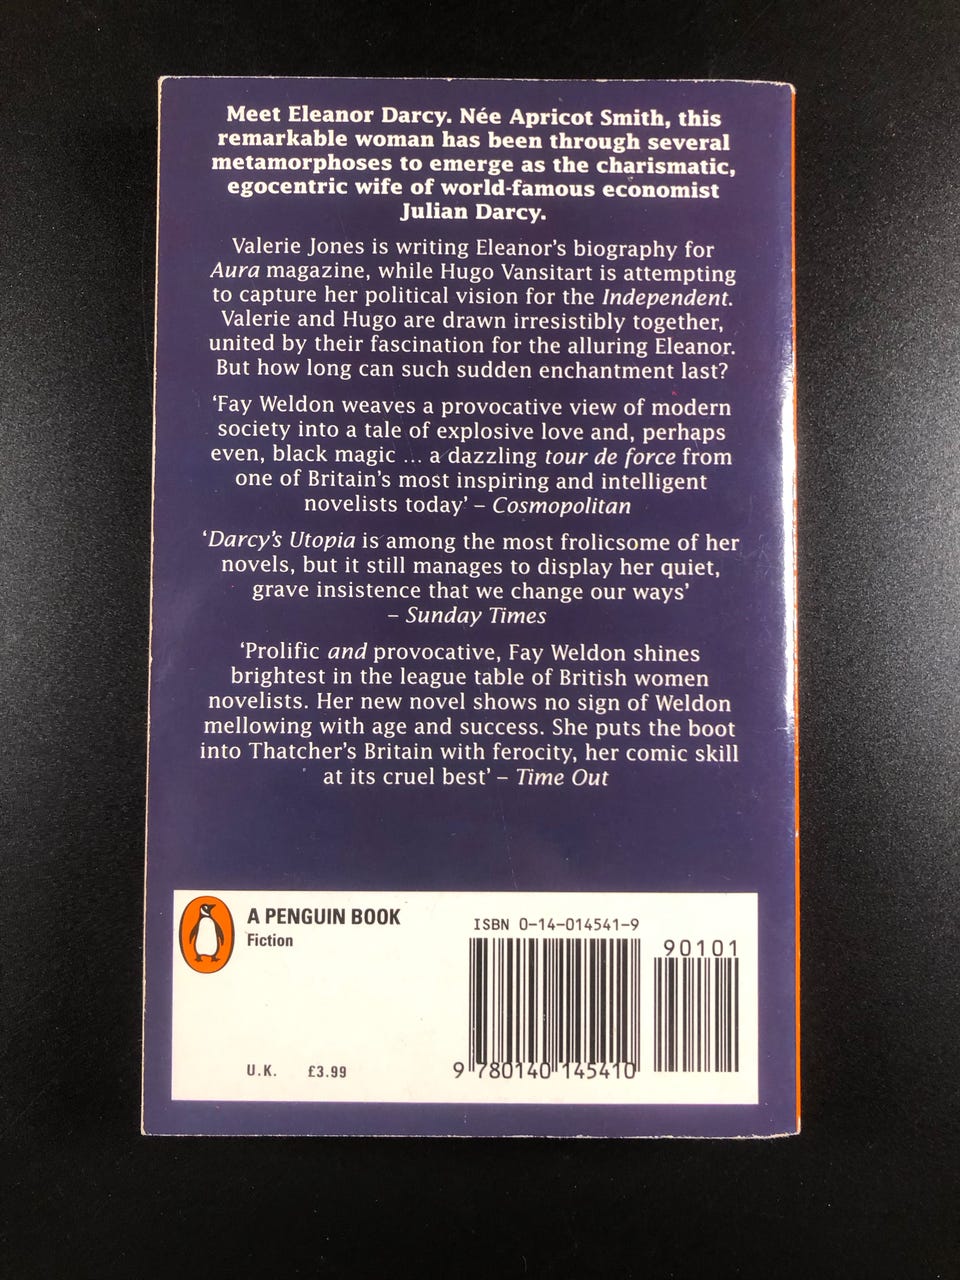 Meet Eleanor Darcy. Née Apricot Smith, this
remarkable woman has been through several
metamorphoses to emerge as the charismatic,
egocentric wife of world-famous economist
Julian Darcy.
Valerie Jones is writing Eleanor's biography for
Aura magazine, while Hugo Vansitart is attempting
to capture her political vision for the Independent.
Valerie and Hugo are drawn irresistibly together,
united by their fascination for the alluring Eleanor.
But how long can such sudden enchantment last?
‘Fay Weldon weaves a provocative view of modern
society into a tale of explosive love and, perhaps
even, black magic ... a dazzling tour de force from
one of Britain's most inspiring and intelligent
novelists today’ – Cosmopolitan
‘Darcy's Utopia is among the most frolicsome of her
novels, but it still manages to display her quiet,
grave insistence that we change our ways’
– Sunday Times
‘Prolific and provocative, Fay Weldon shines
brightest in the league table of British women
novelists. Her new novel shows no sign of Weldon
mellowing with age and success. She puts the boot
into Thatcher's Britain with ferocity, her comic skill
at its cruel best’ – Time Out
A PENGUIN BOOK
Fiction
ISBN 0-14-014541-9
90101
9 780140 145410
U.K. £3.99